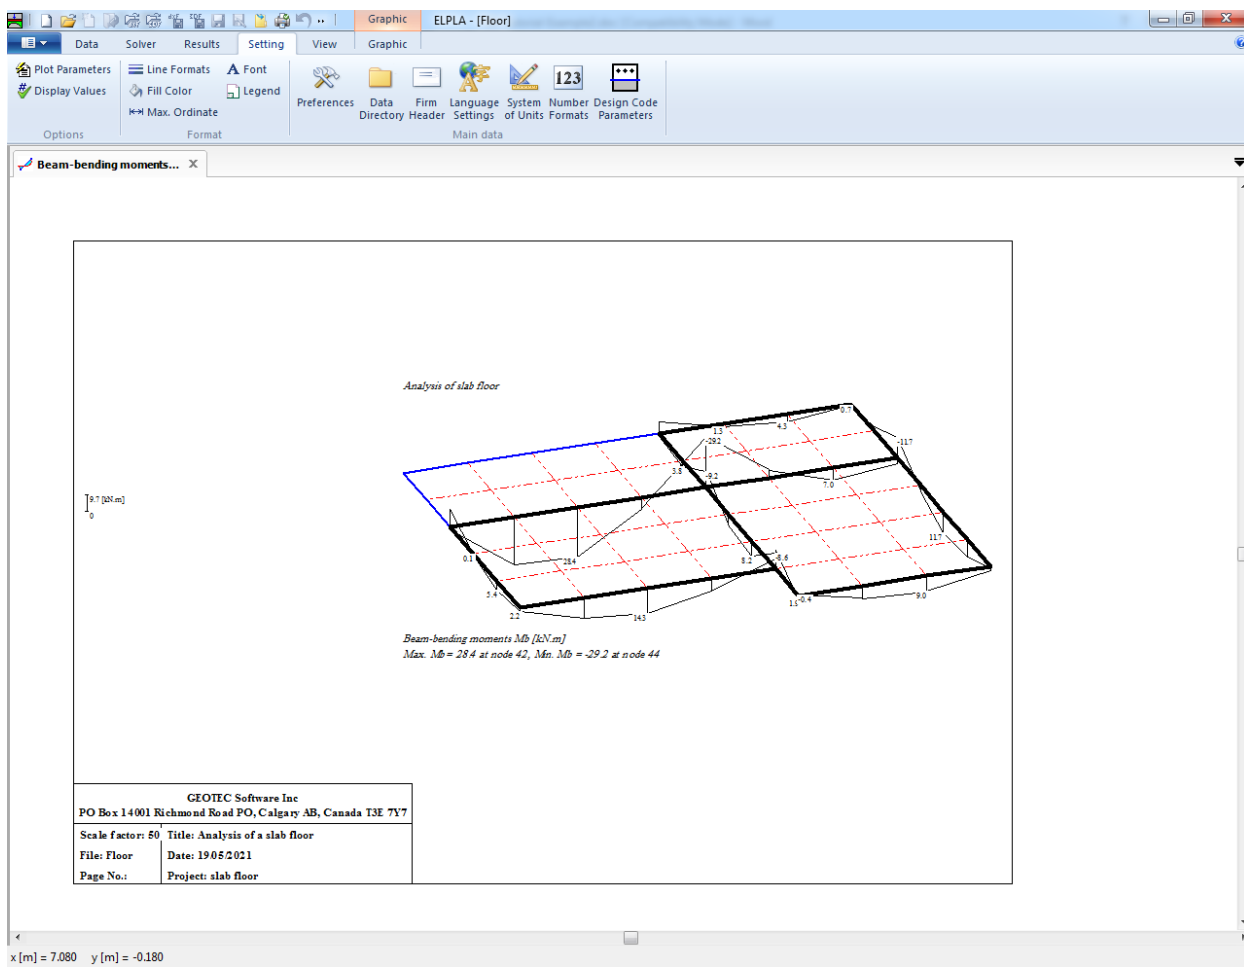 Graphic
ELPLA - [Floor]
Data
Solver
Results
Setting
View
Graphic
Plot Parameters
Line Formats
Font
Display Values
Fill Color
Legend
Max. Ordinate
Preferences
Data Directory
Firm Header
Language Settings
System of Units
Number Formats
Design Code Parameters
123
Options
Format
Main data
Beam-bending moments... X
Analysis of slab floor
0.7
1.3
4.3
-29.2
-11.7
3.8
-9.2
7.0
9.7 [kN.m]
0
11.7
0.1
28.4
8.2
-8.6
5.4
2.2
14.3
-0.4
9.0
Beam-bending moments Mb [kN.m]
Max. Mb = 28.4 at node 42, Min. Mb = -29.2 at node 44
GEOTEC Software Inc
PO Box 14001 Richmond Road PO, Calgary AB, Canada T3E 7Y7
Scale factor: 50 Title: Analysis of a slab floor
File: Floor Date: 19.05.2021
Page No.: Project: slab floor
x [m] = 7.080 y [m] = -0.180